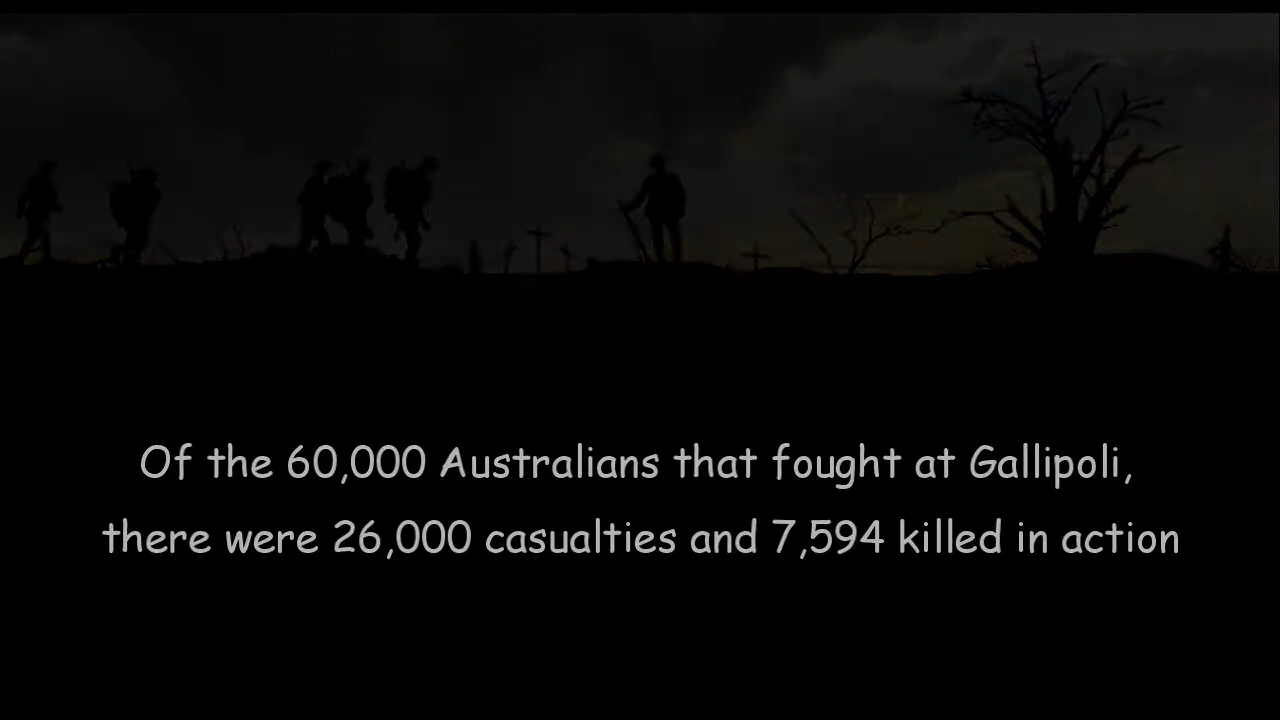 Of the 60,000 Australians that fought at Gallipoli,
there were 26,000 casualties and 7,594 killed in action